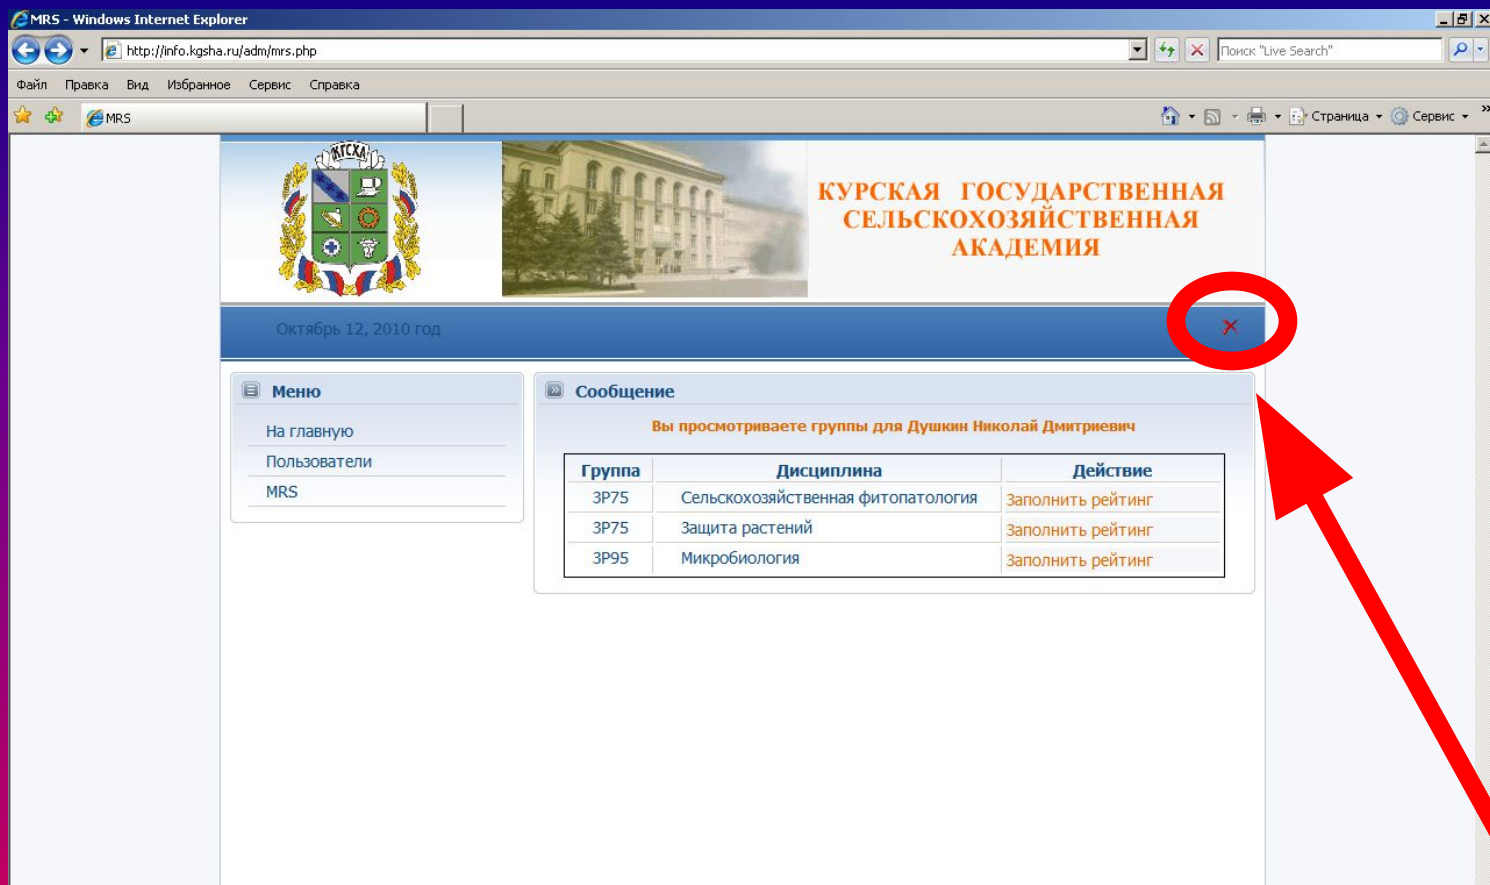 MRS - Windows Internet Explorer
http://info.kgsha.ru/adm/mrs.php
Поиск "Live Search"
Файл Правка Вид Избранное Сервис Справка
MRS
Страница Сервис
КГСХА
КУРСКАЯ ГОСУДАРСТВЕННАЯ
СЕЛЬСКОХОЗЯЙСТВЕННАЯ
АКАДЕМИЯ
Октябрь 12, 2010 год
Меню
На главную
Пользователи
MRS
Сообщение
Вы просмотриваете группы для Душкин Николай Дмитриевич
Группа Дисциплина Действие
ЗР75 Сельскохозяйственная фитопатология Заполнить рейтинг
ЗР75 Защита растений Заполнить рейтинг
ЗР95 Микробиология Заполнить рейтинг